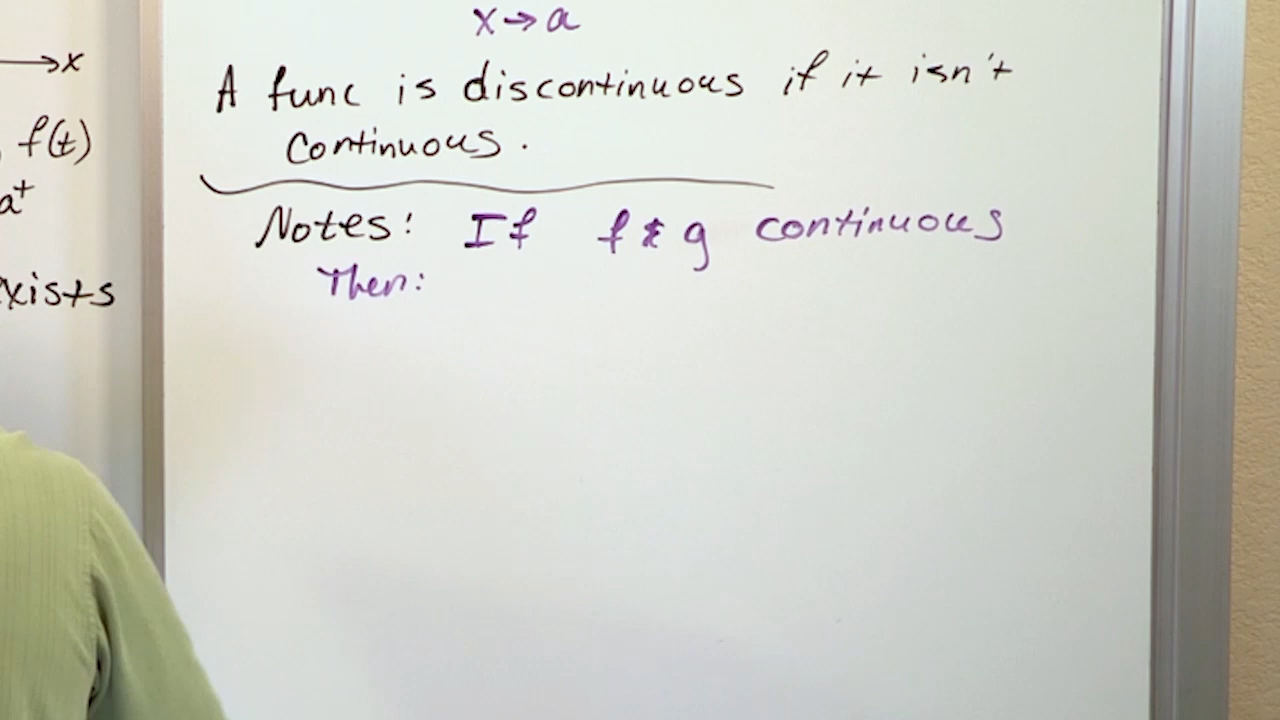 →x
f(t)
a⁺
xists
x→a
A func is discontinuous if it isn't
continuous.
Notes: If f & g continuous
Then: